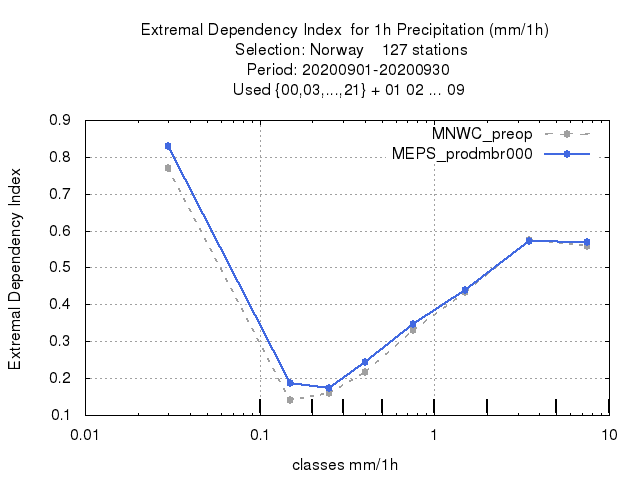 Extremal Dependency Index  for 1h Precipitation (mm/1h)
Selection: Norway    127 stations
Period: 20200901-20200930
Used {00,03,...,21} + 01 02 ... 09
MNWC_preop
MEPS_prodmbr000
Extremal Dependency Index
0.9
0.8
0.7
0.6
0.5
0.4
0.3
0.2
0.1
0.01 0.1 1 10
classes mm/1h